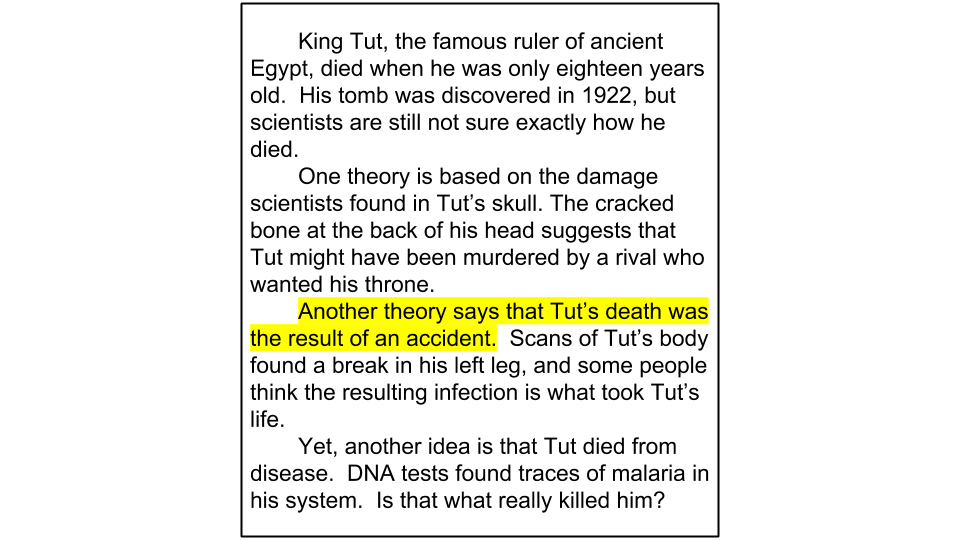 King Tut, the famous ruler of ancient
Egypt, died when he was only eighteen years
old.  His tomb was discovered in 1922, but
scientists are still not sure exactly how he
died.
One theory is based on the damage
scientists found in Tut’s skull. The cracked
bone at the back of his head suggests that
Tut might have been murdered by a rival who
wanted his throne.
Another theory says that Tut’s death was
the result of an accident.  Scans of Tut’s body
found a break in his left leg, and some people
think the resulting infection is what took Tut’s
life.
Yet, another idea is that Tut died from
disease.  DNA tests found traces of malaria in
his system.  Is that what really killed him?